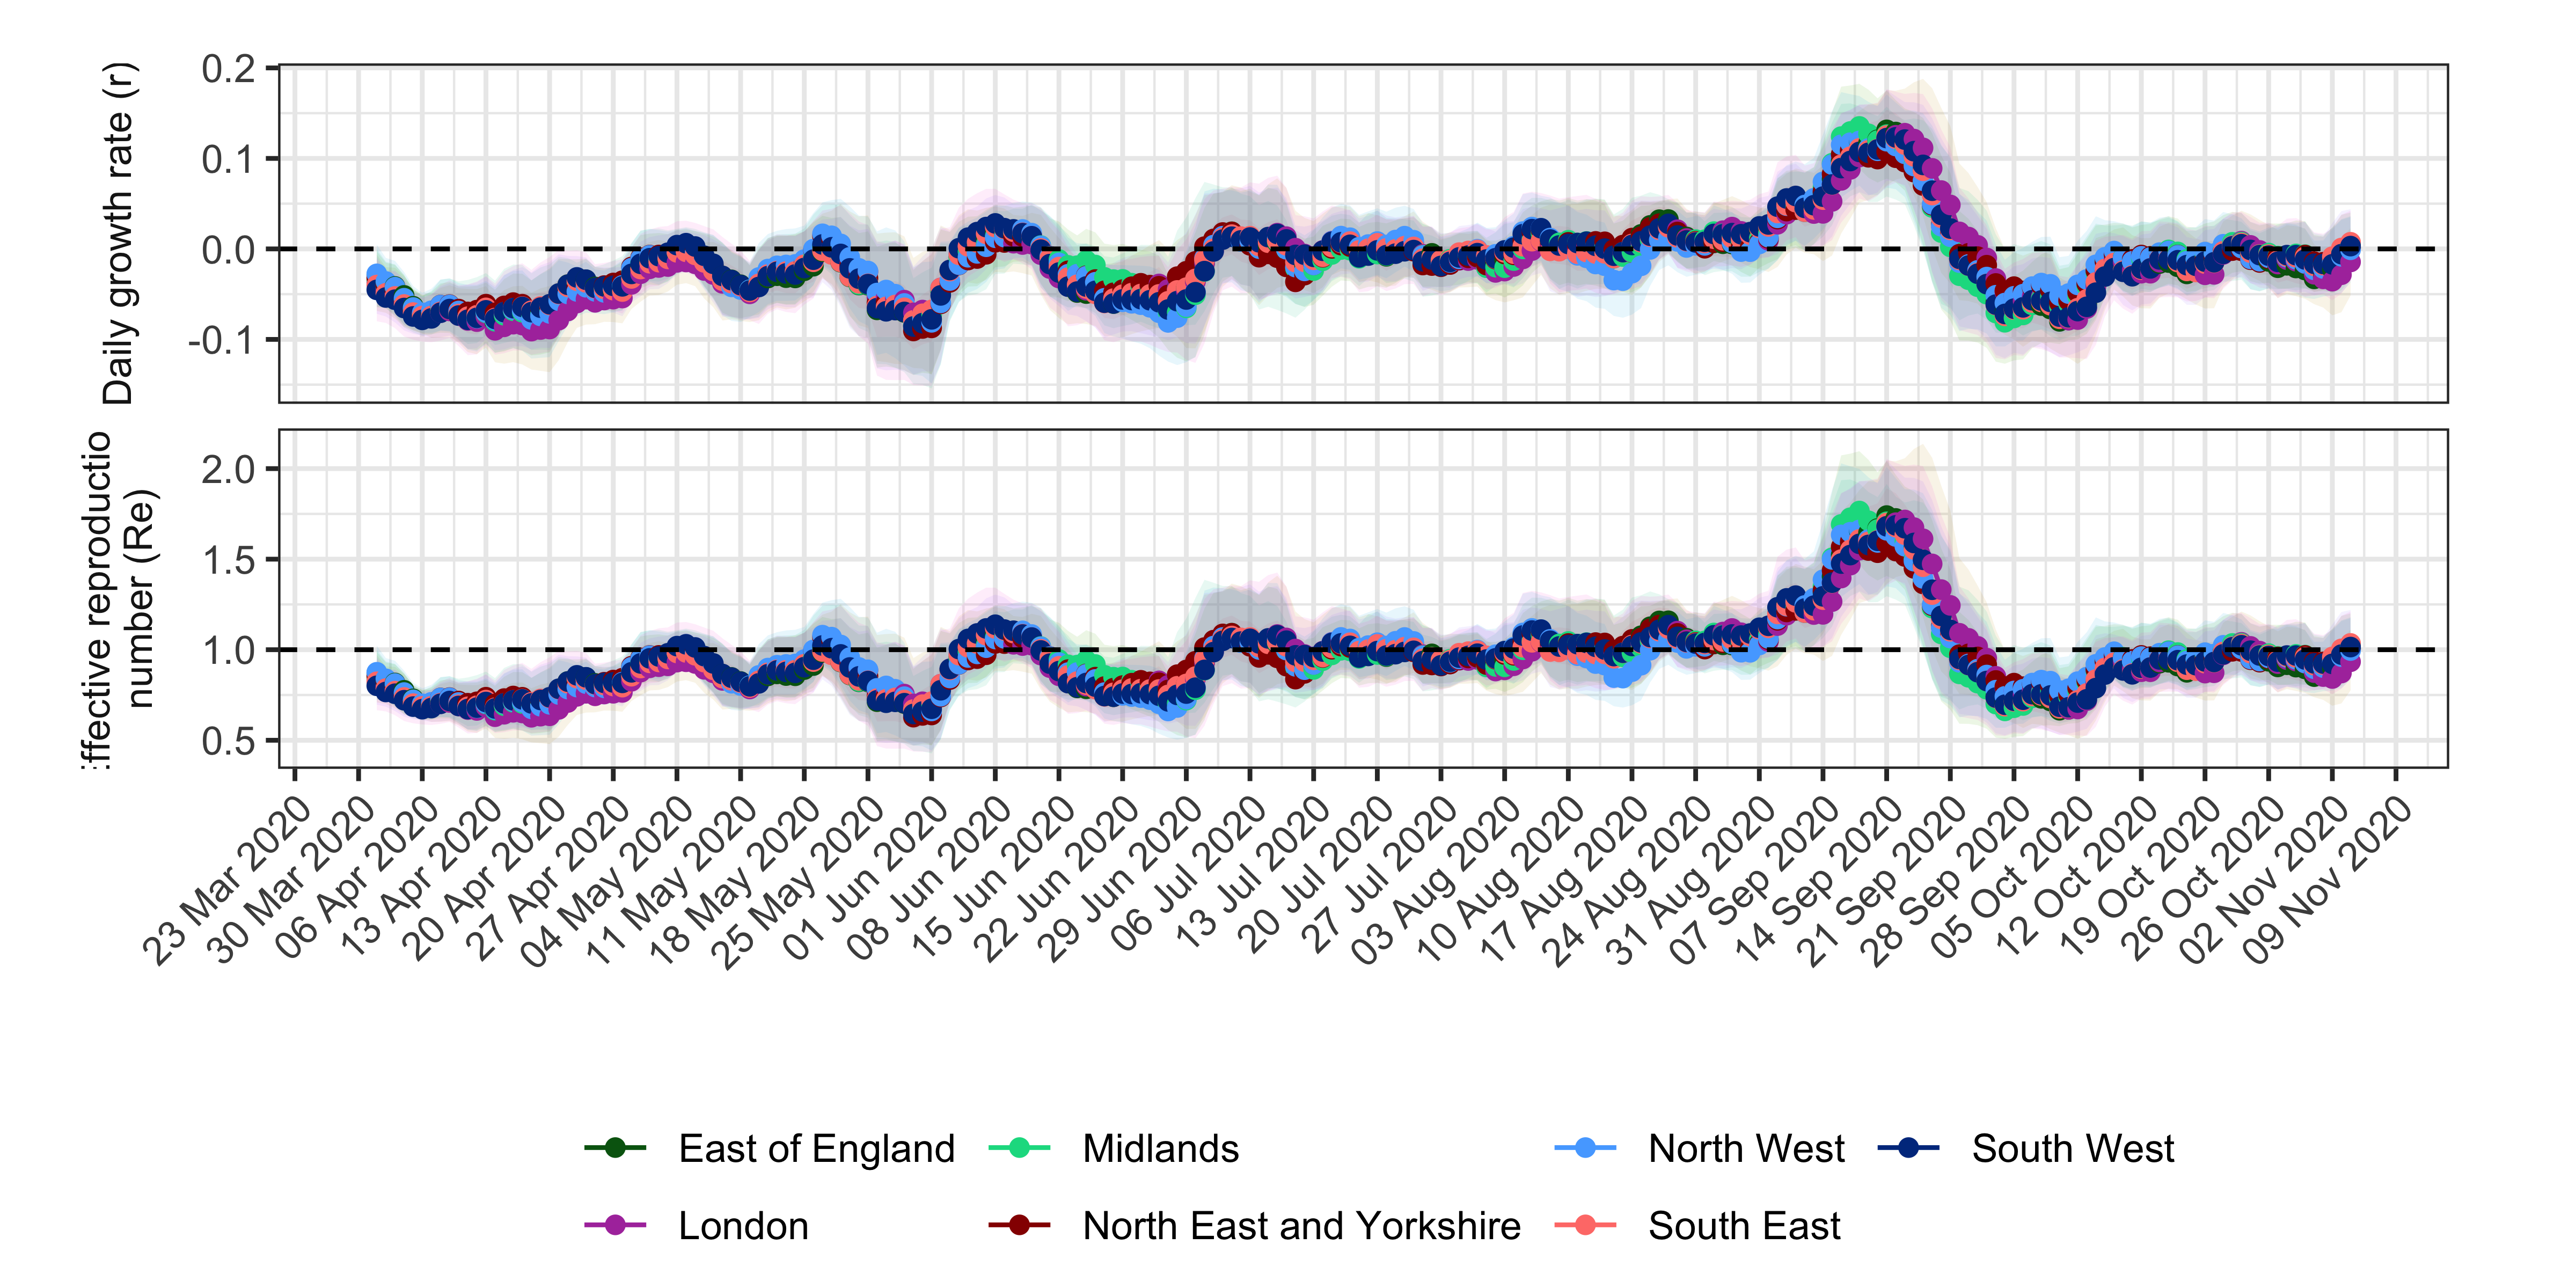 Daily growth rate (r)
0.2
0.1
0.0
-0.1
number (Re)
2.0
1.5
1.0
0.5
23 Mar 2020
30 Mar 2020
06 Apr 2020
13 Apr 2020
20 Apr 2020
27 Apr 2020
04 May 2020
11 May 2020
18 May 2020
25 May 2020
01 Jun 2020
08 Jun 2020
15 Jun 2020
22 Jun 2020
29 Jun 2020
06 Jul 2020
13 Jul 2020
20 Jul 2020
27 Jul 2020
03 Aug 2020
10 Aug 2020
17 Aug 2020
24 Aug 2020
31 Aug 2020
07 Sep 2020
14 Sep 2020
21 Sep 2020
28 Sep 2020
05 Oct 2020
12 Oct 2020
19 Oct 2020
26 Oct 2020
02 Nov 2020
09 Nov 2020
East of England
Midlands
North West
South West
London
North East and Yorkshire
South East